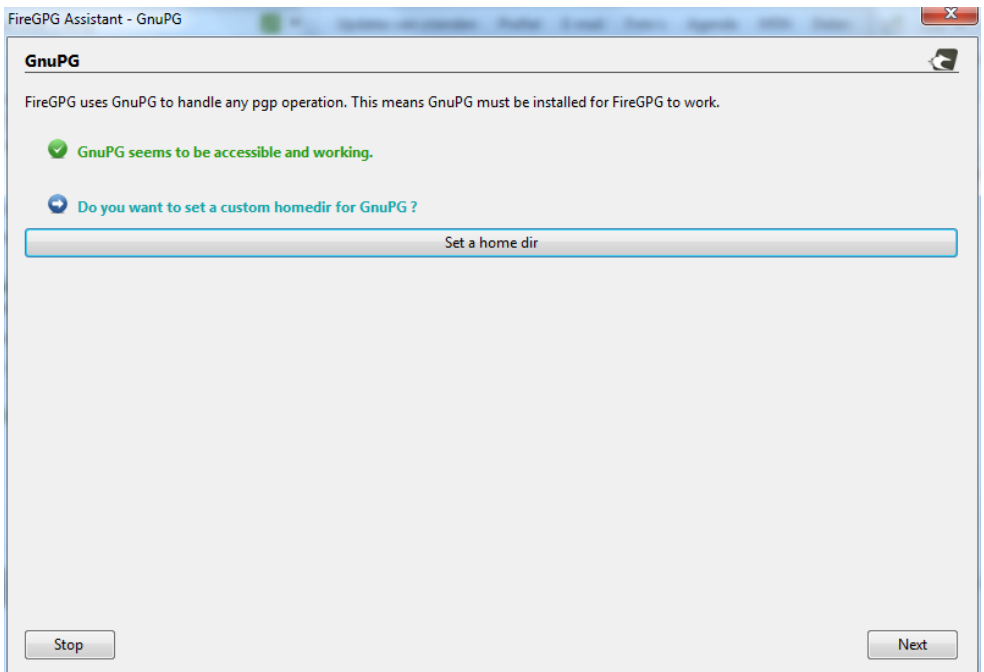 FireGPG Assistant - GnuPG
GnuPG
FireGPG uses GnuPG to handle any pgp operation. This means GnuPG must be installed for FireGPG to work.
GnuPG seems to be accessible and working.
Do you want to set a custom homedir for GnuPG ?
Set a home dir
Stop
Next